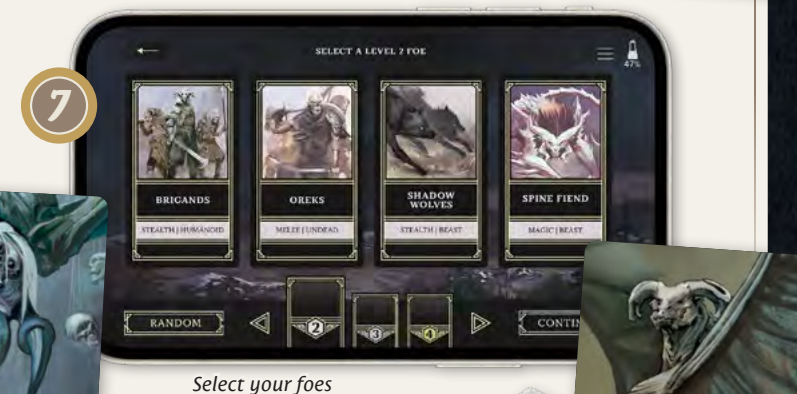 SELECT A LEVEL 2 FOE
47%
7
BRIGANDS
OREKS
SHADOW
WOLVES
SPINE FIEND
STEALTH | HUMANOID
MELEE | UNDEAD
STEALTH | BEAST
MAGIC | BEAST
RANDOM
2
3
4
CONTIN
Select your foes